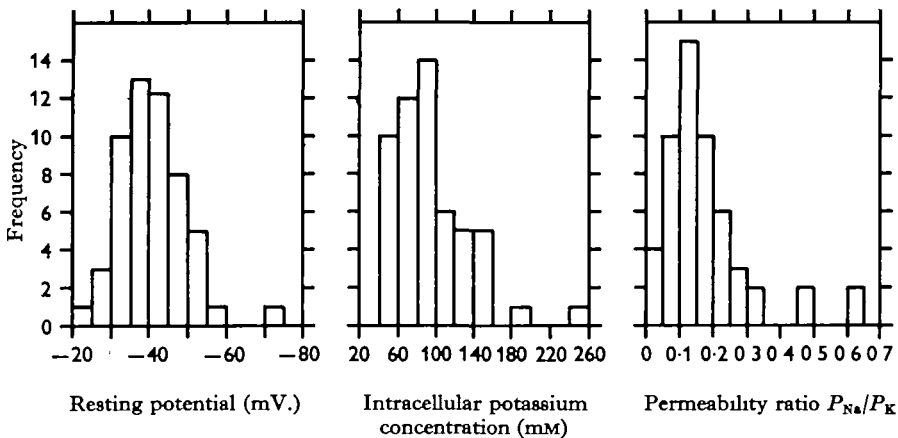 Frequency
14
12
10
8
6
4
2
0
−20 −40 −60 −80
20 60 100 140 180 220 260
0 0·1 0·2 0 3 0 4 0 5 0 6 0 7
Resting potential (mV.)
Intracellular potassium
concentration (mM)
Permeability ratio P_Na/P_K